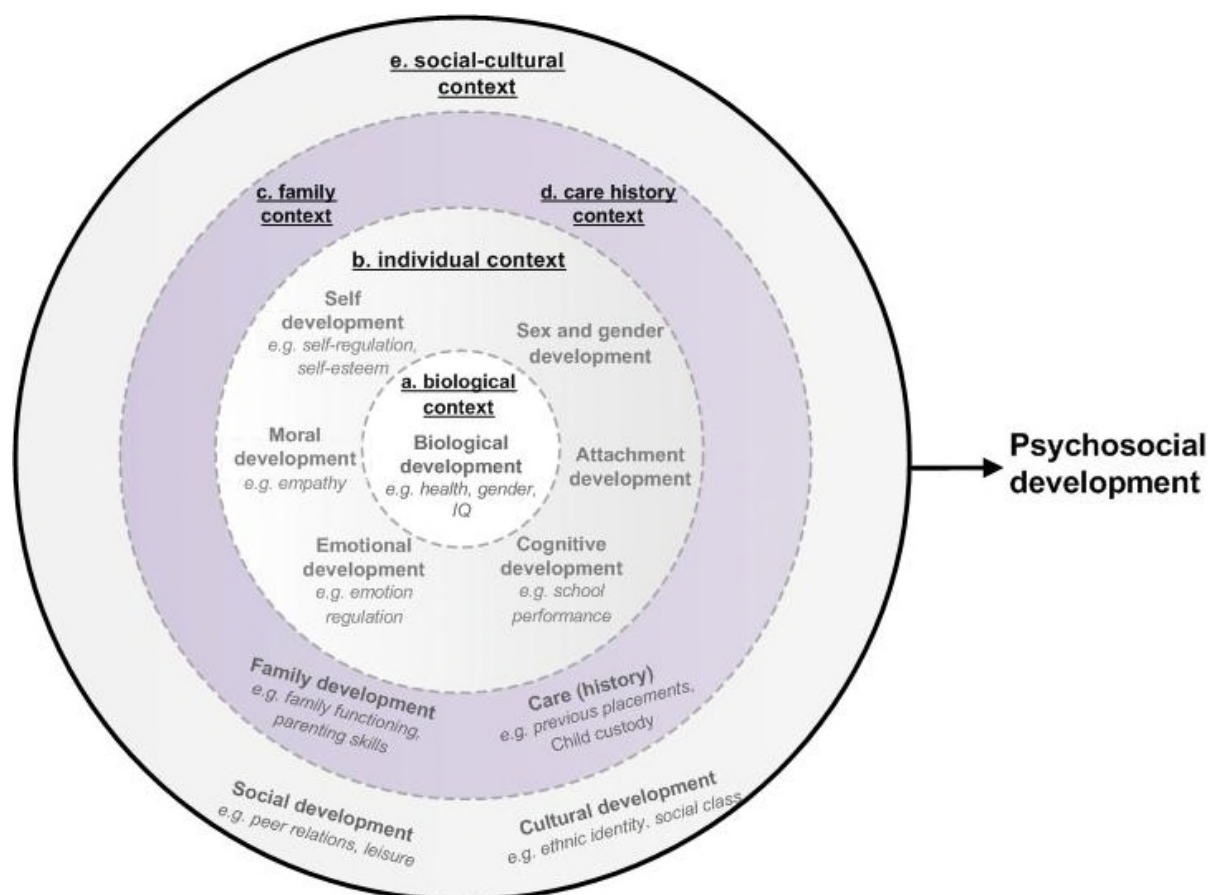 e. social-cultural
context
c. family
context
d. care history
context
b. individual context
Self
development
e.g. self-regulation,
self-esteem
Sex and gender
development
a. biological
context
Biological
development
e.g. health, gender,
IQ
Moral
development
e.g. empathy
Attachment
development
Emotional
development
e.g. emotion
regulation
Cognitive
development
e.g. school
performance
Family development
e.g. family functioning,
parenting skills
Care (history)
e.g. previous placements,
Child custody
Social development
e.g. peer relations, leisure
Cultural development
e.g. ethnic identity, social class
Psychosocial
development